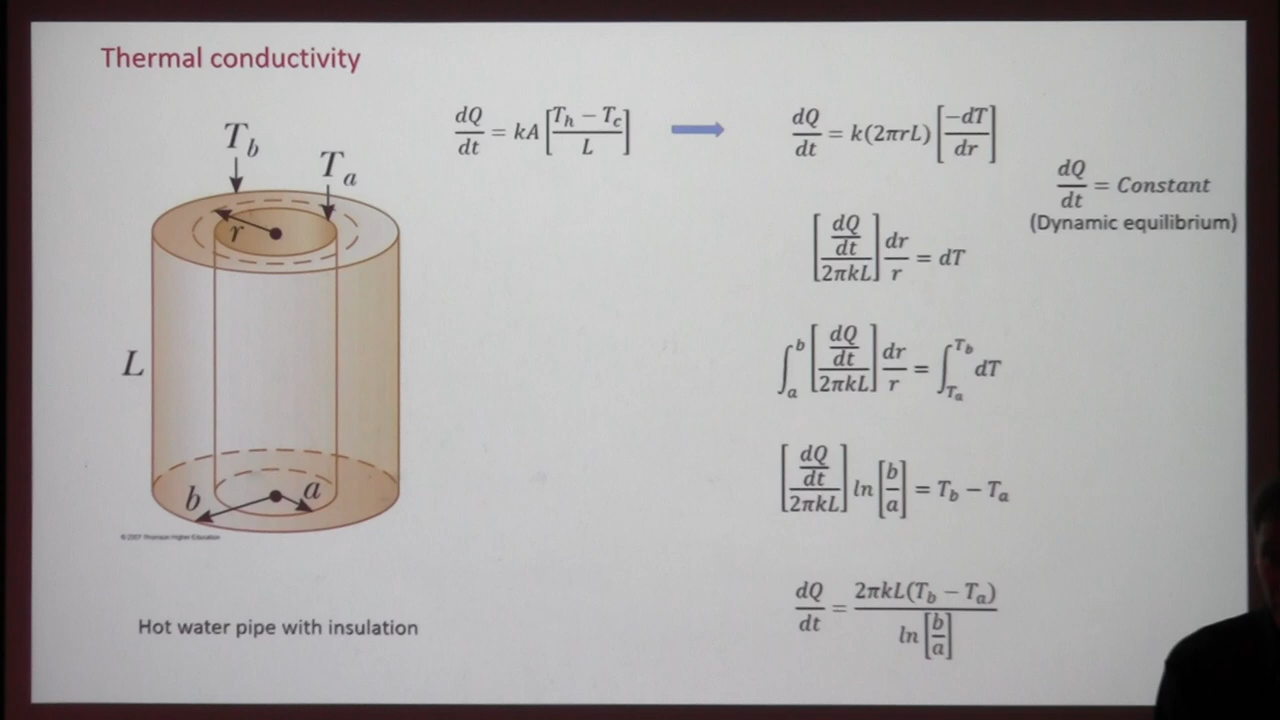 Thermal conductivity
T_b
T_a
r
L
b
a
©2007 Thomson Higher Education
Hot water pipe with insulation
dQ/dt = kA [(T_h − T_c)/L]
dQ/dt = k(2πrL) [−dT/dr]
dQ/dt = Constant
(Dynamic equilibrium)
[(dQ/dt)/(2πkL)] dr/r = dT
∫_a^b [(dQ/dt)/(2πkL)] dr/r = ∫_{T_a}^{T_b} dT
[(dQ/dt)/(2πkL)] ln [b/a] = T_b − T_a
dQ/dt = 2πkL(T_b − T_a) / ln [b/a]